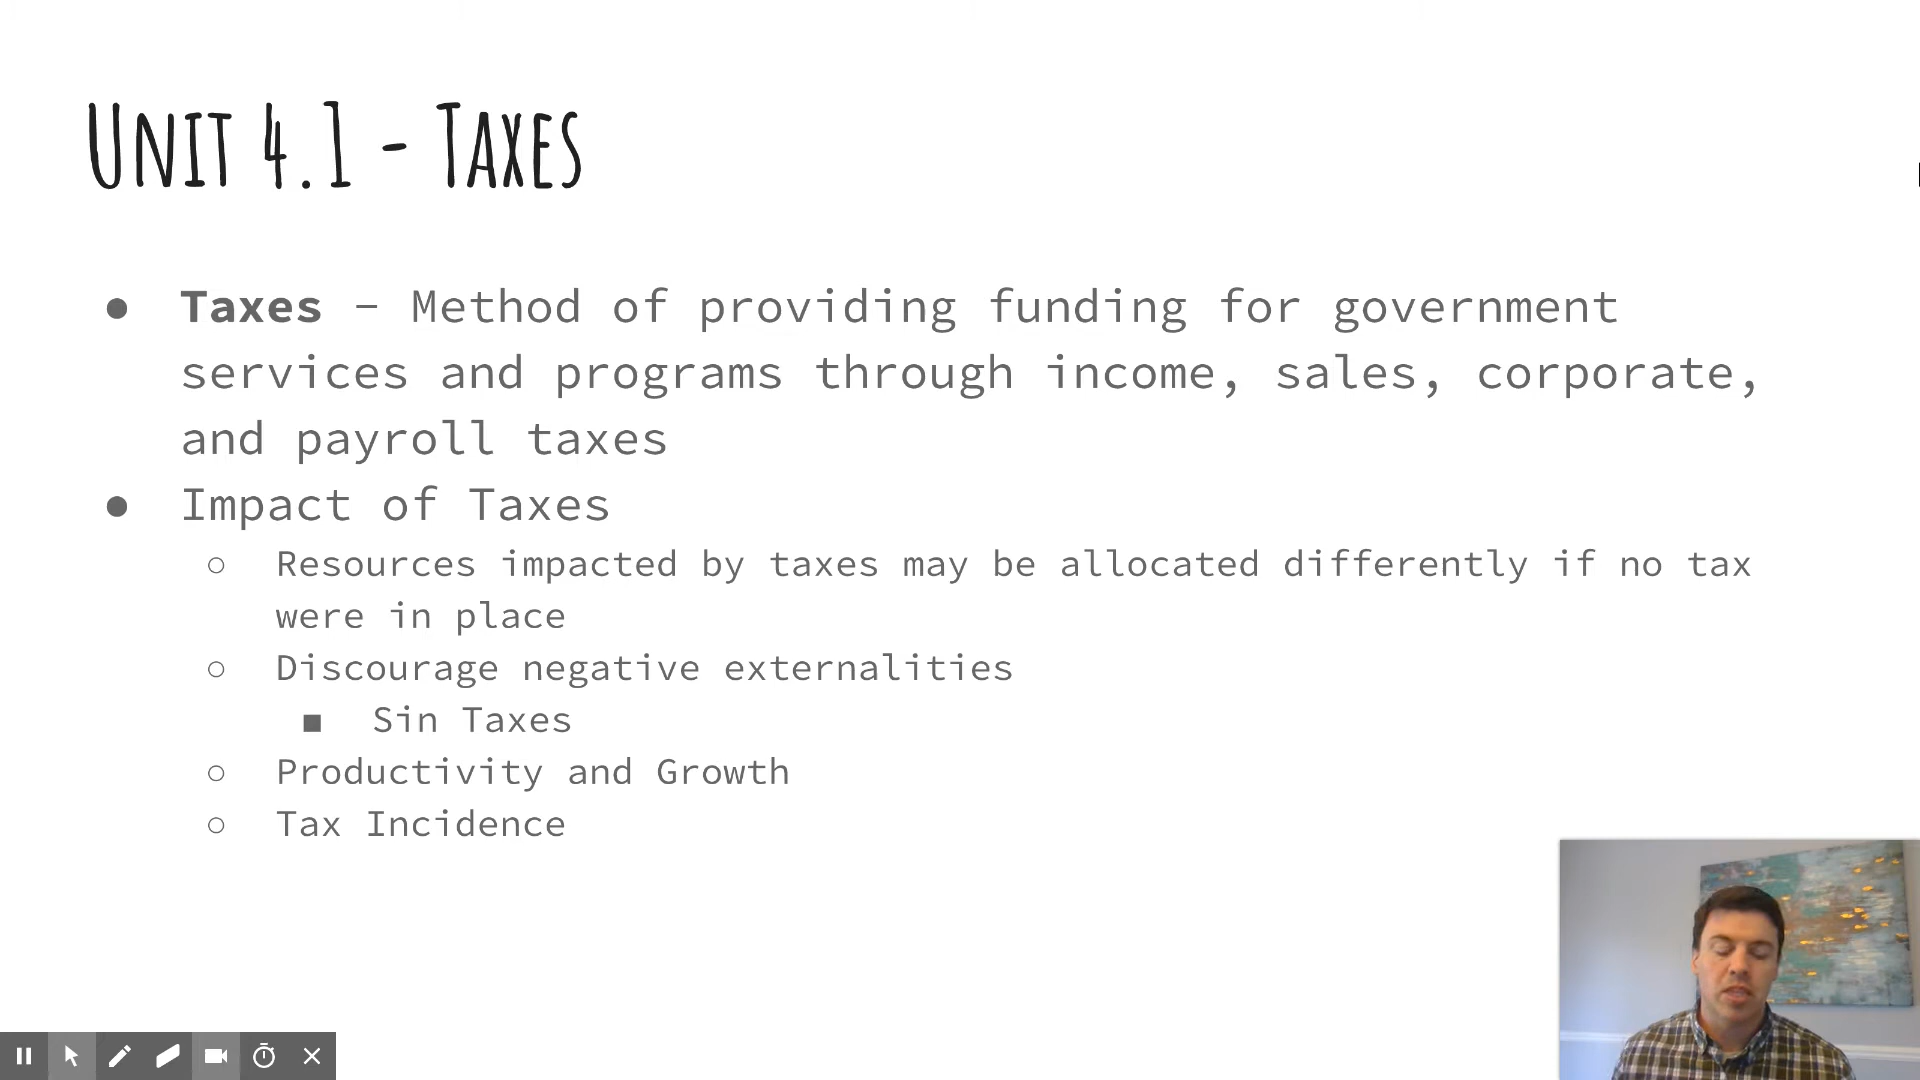 Unit 4.1 - Taxes
● Taxes – Method of providing funding for government
services and programs through income, sales, corporate,
and payroll taxes
● Impact of Taxes
○ Resources impacted by taxes may be allocated differently if no tax
were in place
○ Discourage negative externalities
■ Sin Taxes
○ Productivity and Growth
○ Tax Incidence